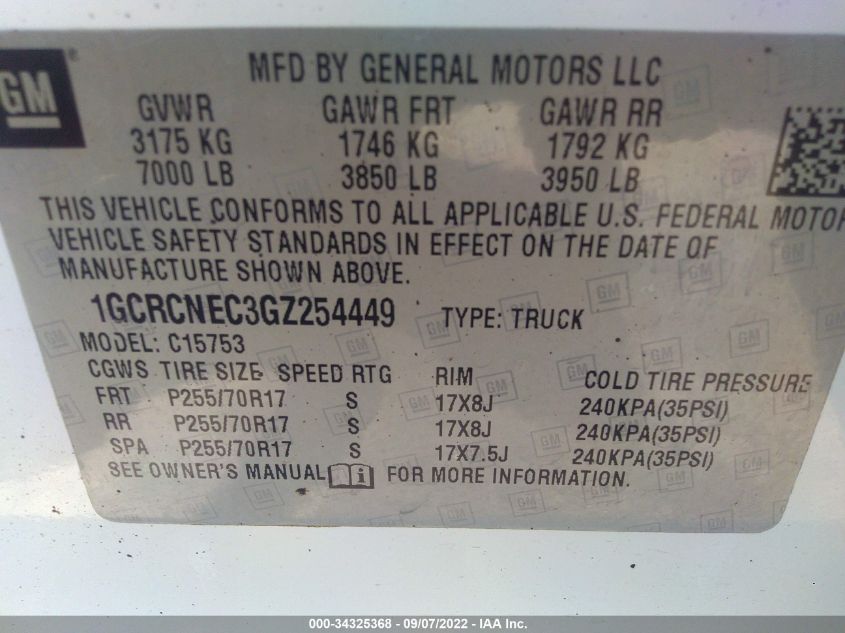 GM
MFD BY GENERAL MOTORS LLC
GVWR GAWR FRT GAWR RR
3175 KG 1746 KG 1792 KG
7000 LB 3850 LB 3950 LB
THIS VEHICLE CONFORMS TO ALL APPLICABLE U.S. FEDERAL MOTOR
VEHICLE SAFETY STANDARDS IN EFFECT ON THE DATE OF
MANUFACTURE SHOWN ABOVE.
1GCRCNEC3GZ254449 TYPE: TRUCK
MODEL: C15753
CGWS TIRE SIZE SPEED RTG RIM COLD TIRE PRESSURE
FRT P255/70R17 S 17X8J 240KPA(35PSI)
RR P255/70R17 S 17X8J 240KPA(35PSI)
SPA P255/70R17 S 17X7.5J 240KPA(35PSI)
SEE OWNER'S MANUAL FOR MORE INFORMATION.
000-34325368 - 09/07/2022 - IAA Inc.